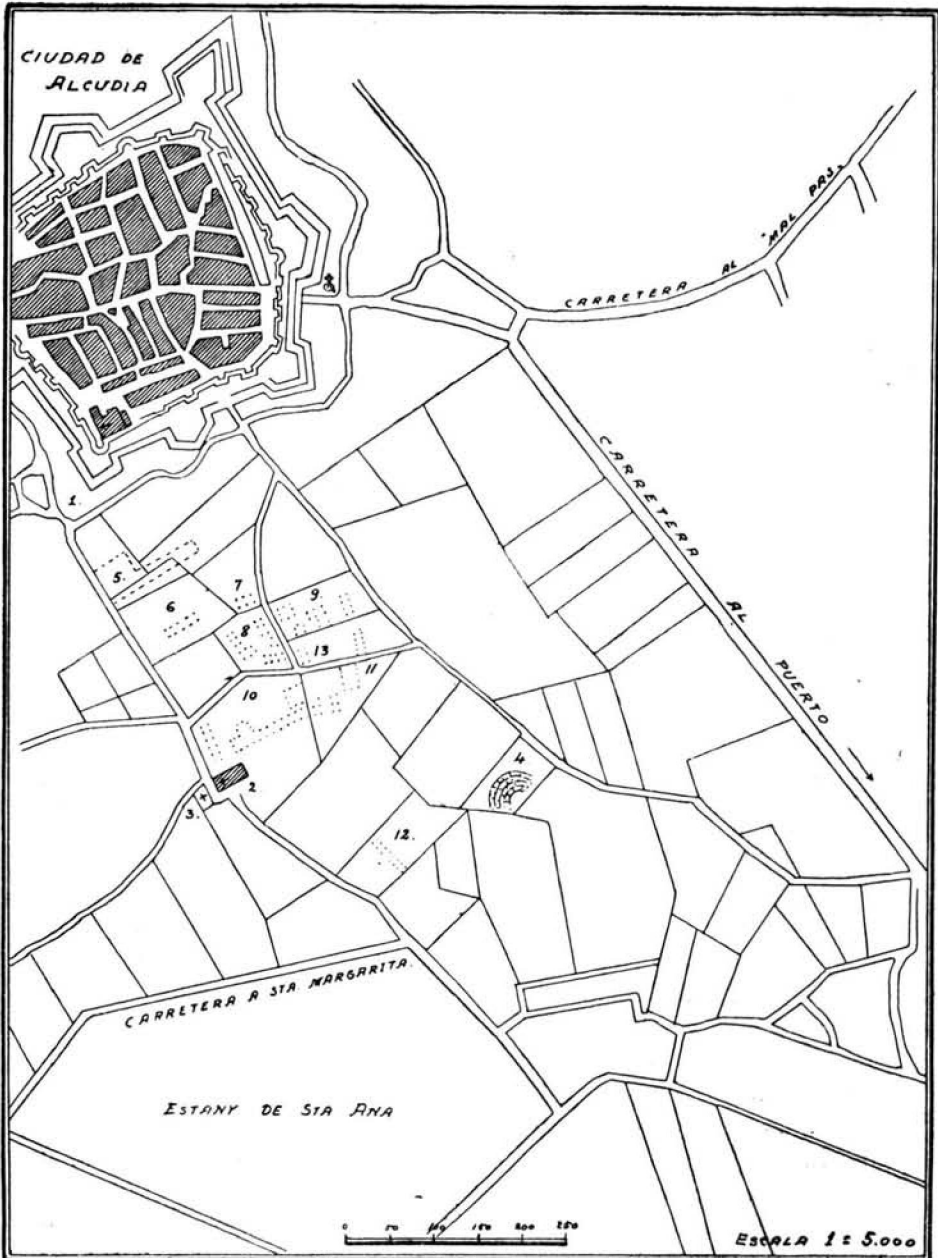 CIUDAD DE
ALCUDIA
CARRETERA AL "MAL PAS"
CARRETERA AL PUERTO
1.
5.
7
9
6
8
13
11
10
4
2
3.
12.
CARRETERA A STA. MARGARITA.
ESTANY DE STA ANA
0 50 100 150 200 250
ESCALA 1 = 5.000